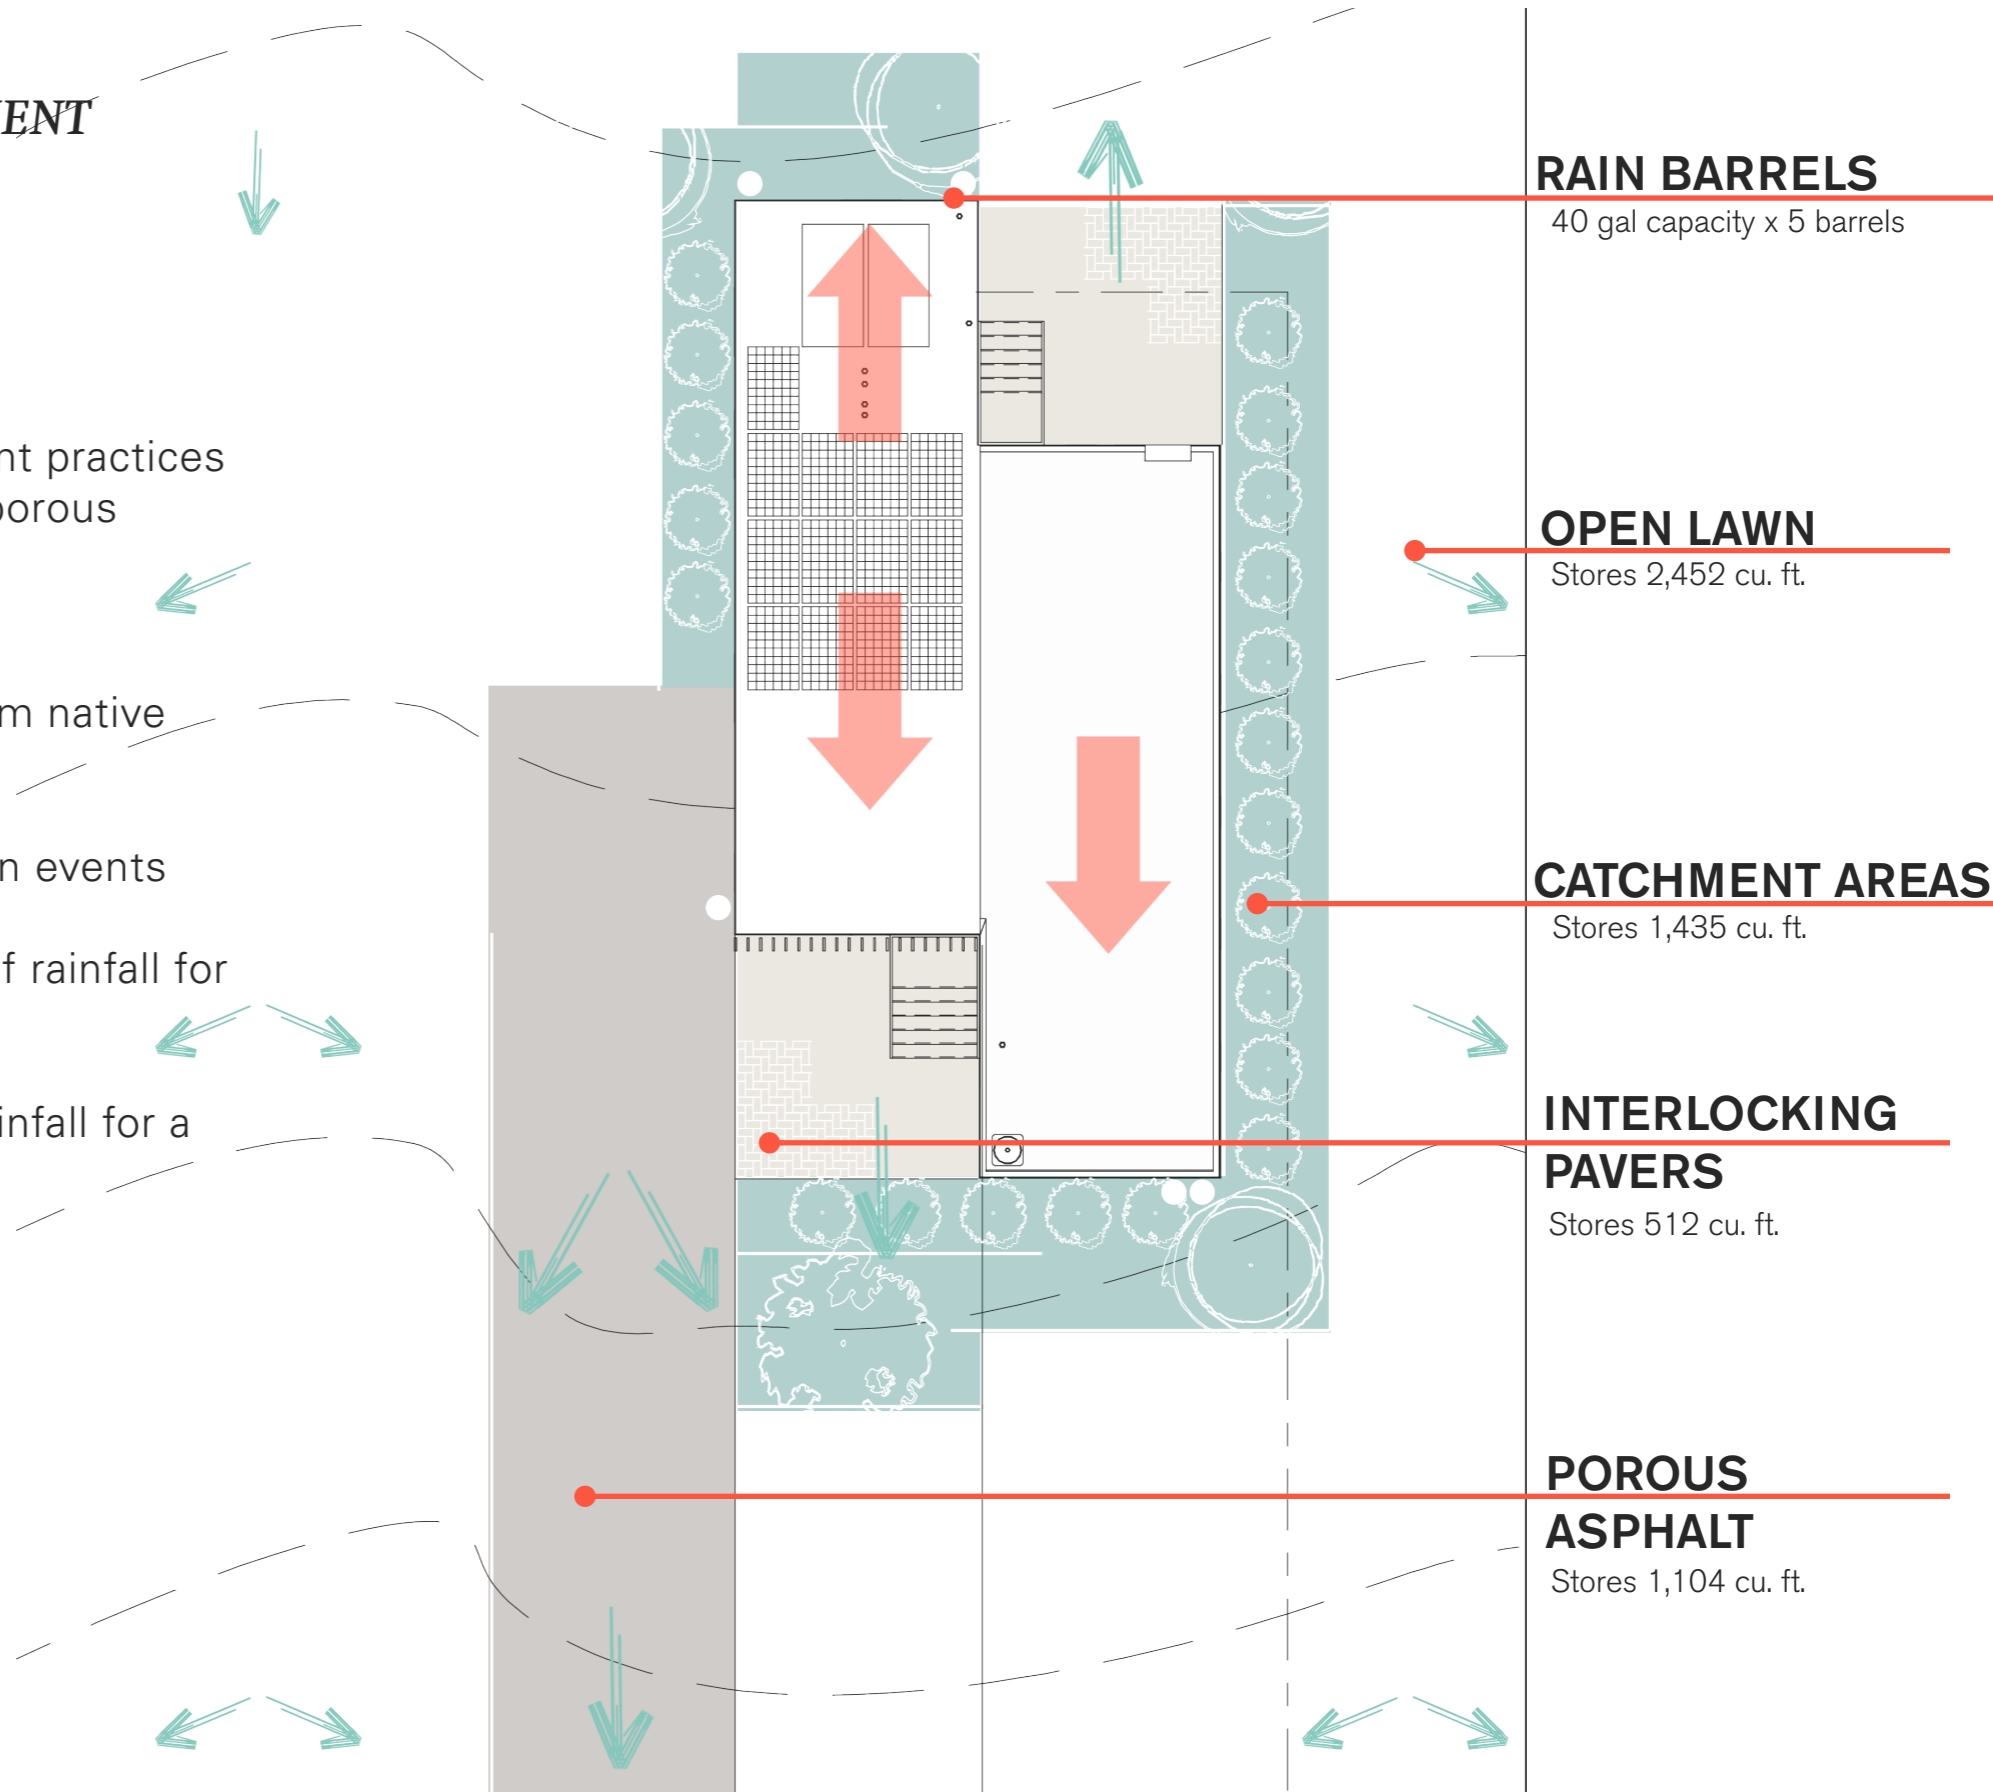 nt practices
porous
m native
n events
f rainfall for
infall for a
RAIN BARRELS
40 gal capacity x 5 barrels
OPEN LAWN
Stores 2,452 cu. ft.
CATCHMENT AREAS
Stores 1,435 cu. ft.
INTERLOCKING
PAVERS
Stores 512 cu. ft.
POROUS
ASPHALT
Stores 1,104 cu. ft.